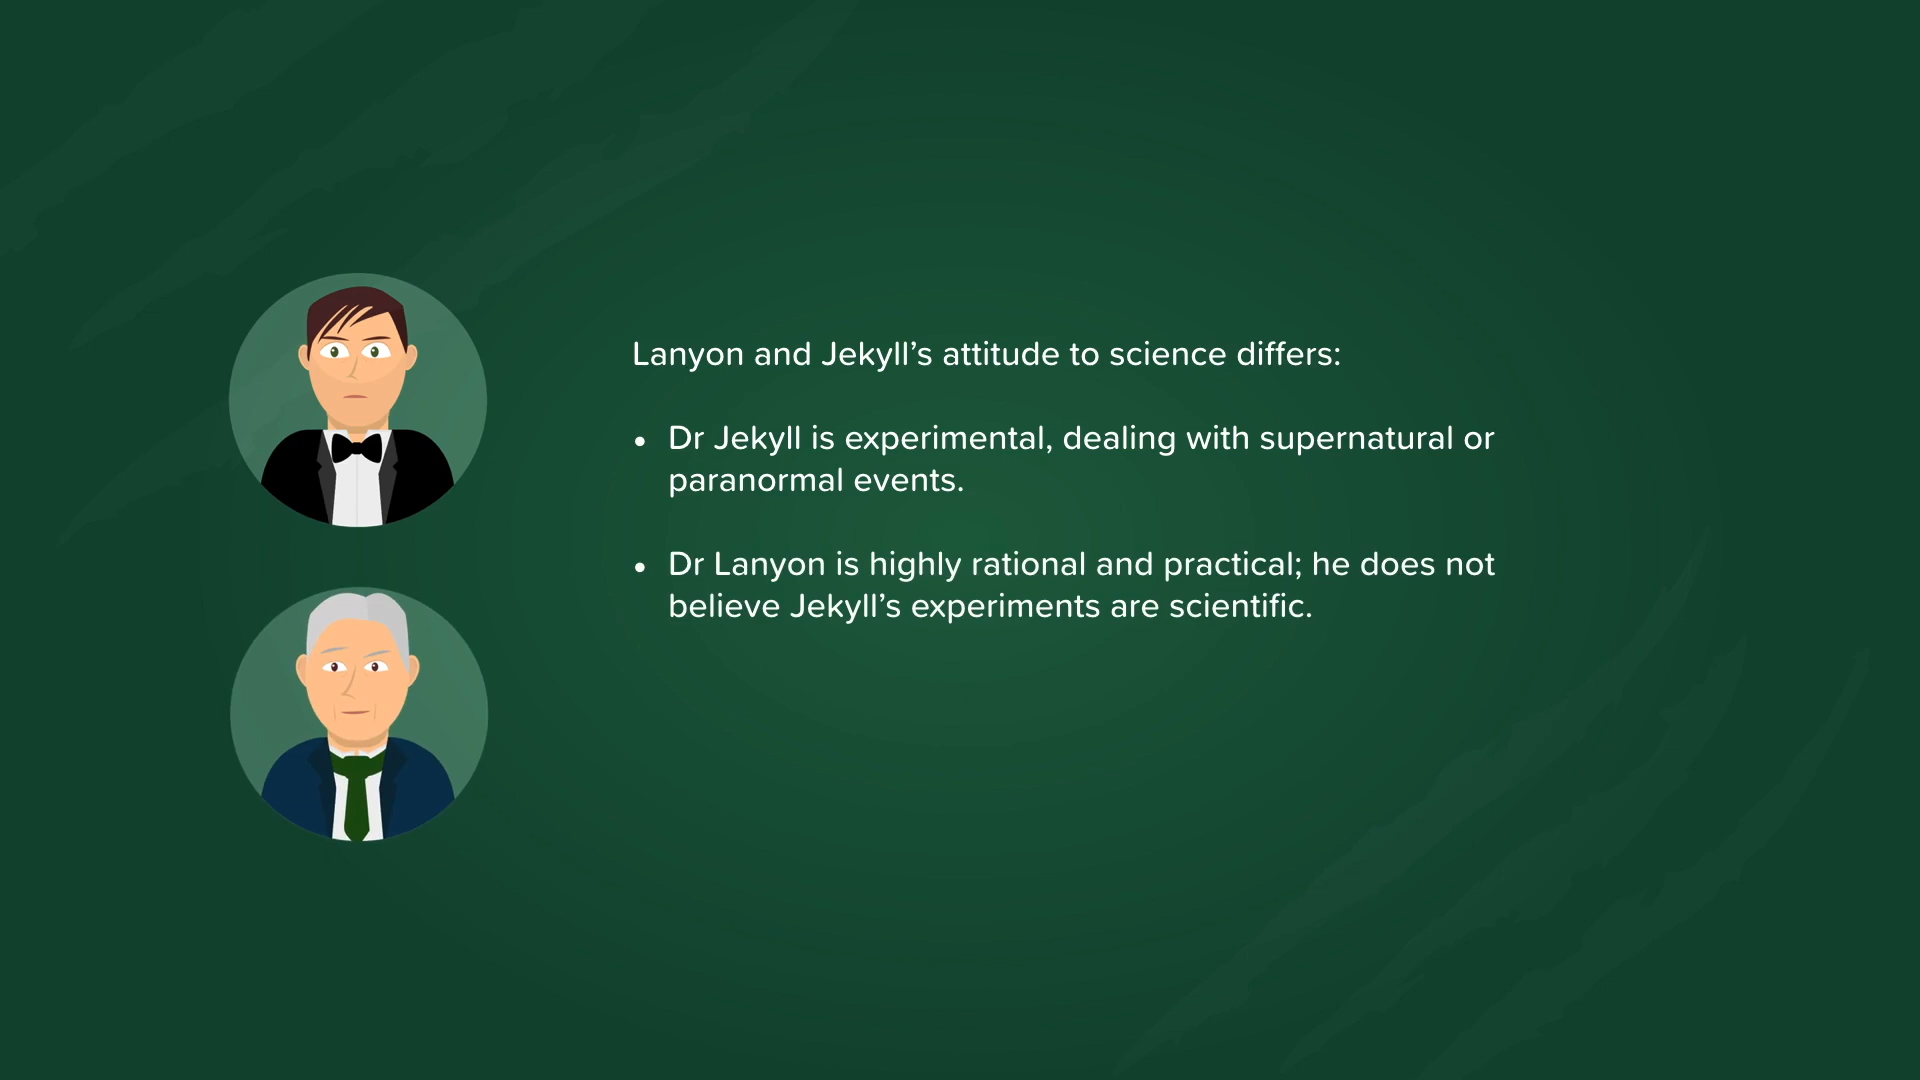 Lanyon and Jekyll’s attitude to science differs:
• Dr Jekyll is experimental, dealing with supernatural or
paranormal events.
• Dr Lanyon is highly rational and practical; he does not
believe Jekyll’s experiments are scientific.